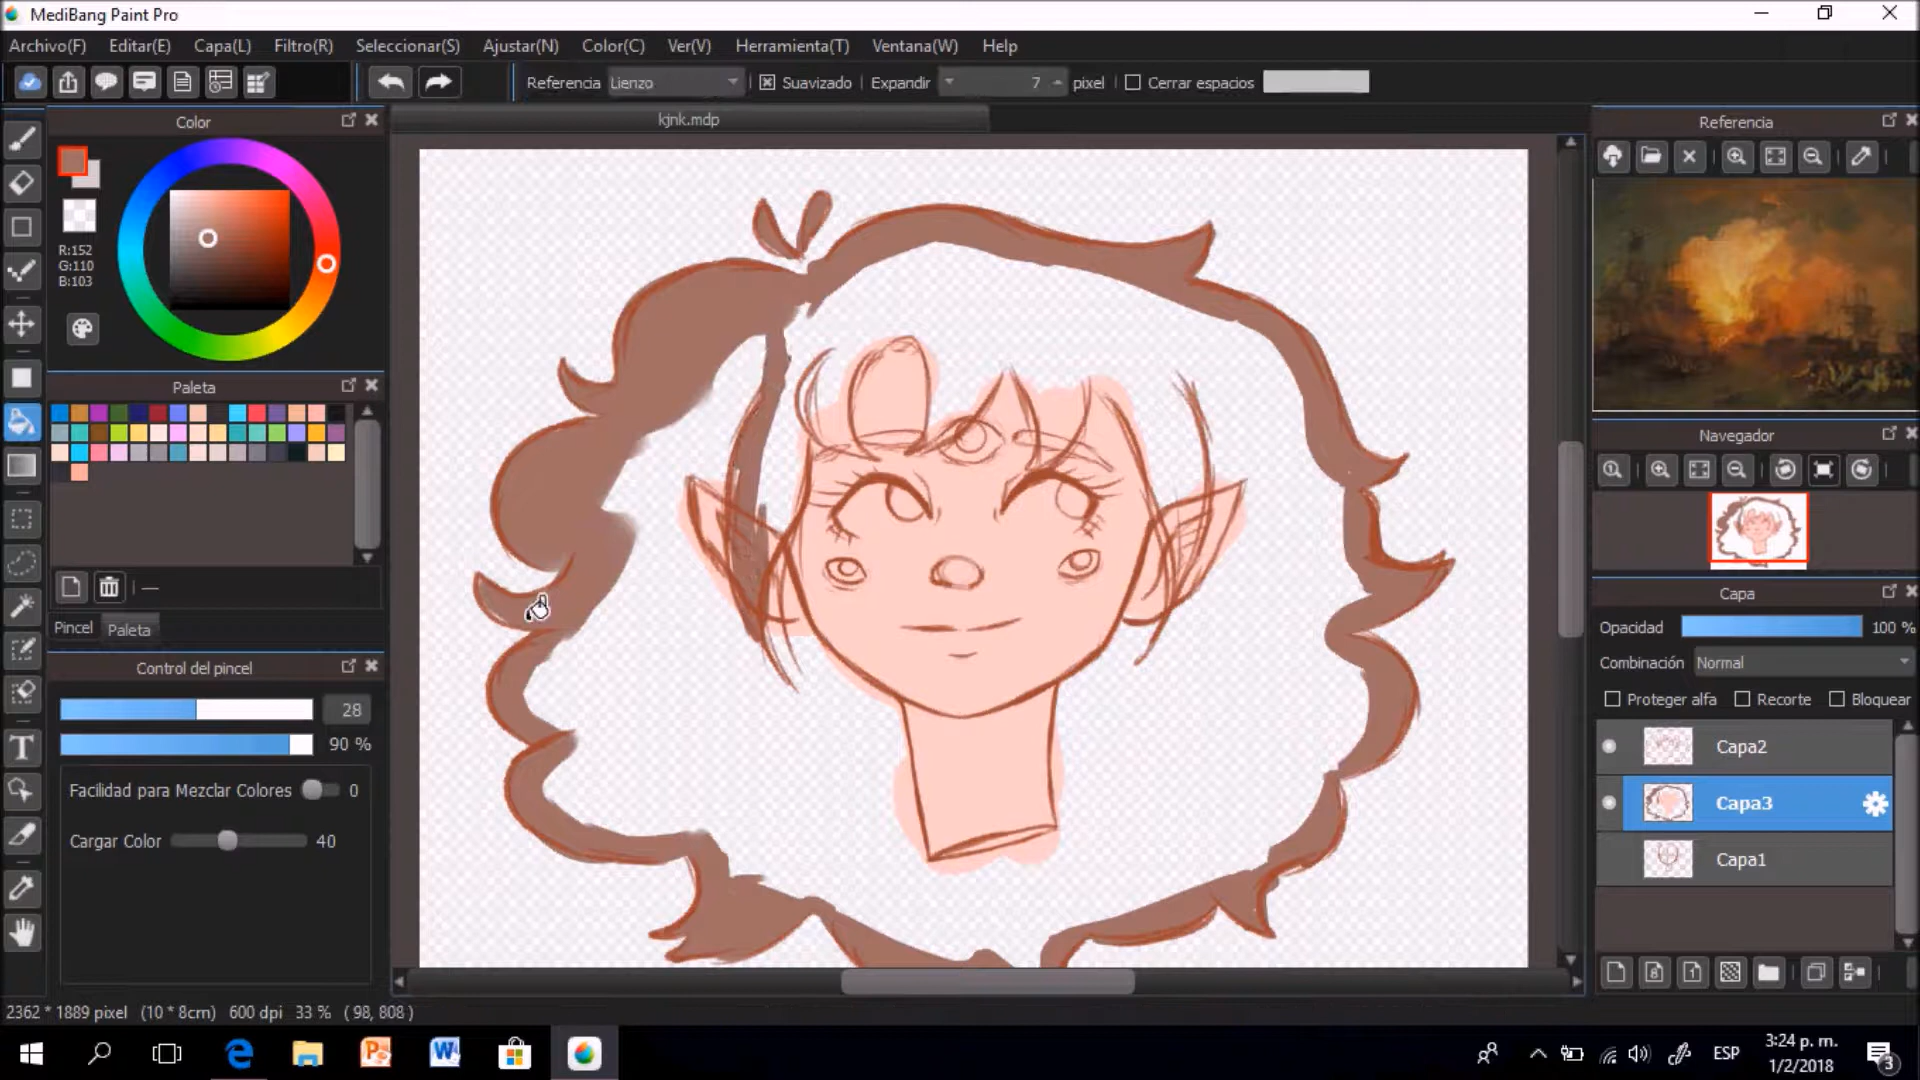 MediBang Paint Pro
Archivo(F) Editar(E) Capa(L) Filtro(R) Seleccionar(S) Ajustar(N) Color(C) Ver(V) Herramienta(T) Ventana(W) Help
Referencia Lienzo Suavizado Expandir 7 pixel Cerrar espacios
Color
kjnk.mdp
Referencia
R:152
G:110
B:103
Paleta
Navegador
Pincel Paleta
Capa
Opacidad 100 %
Combinación Normal
Proteger alfa Recorte Bloquear
Control del pincel
28
90 %
Facilidad para Mezclar Colores 0
Cargar Color 40
Capa2
Capa3
Capa1
2362 * 1889 pixel (10 * 8cm) 600 dpi 33 % ( 98, 808 )
ESP
3:24 p. m.
1/2/2018
3